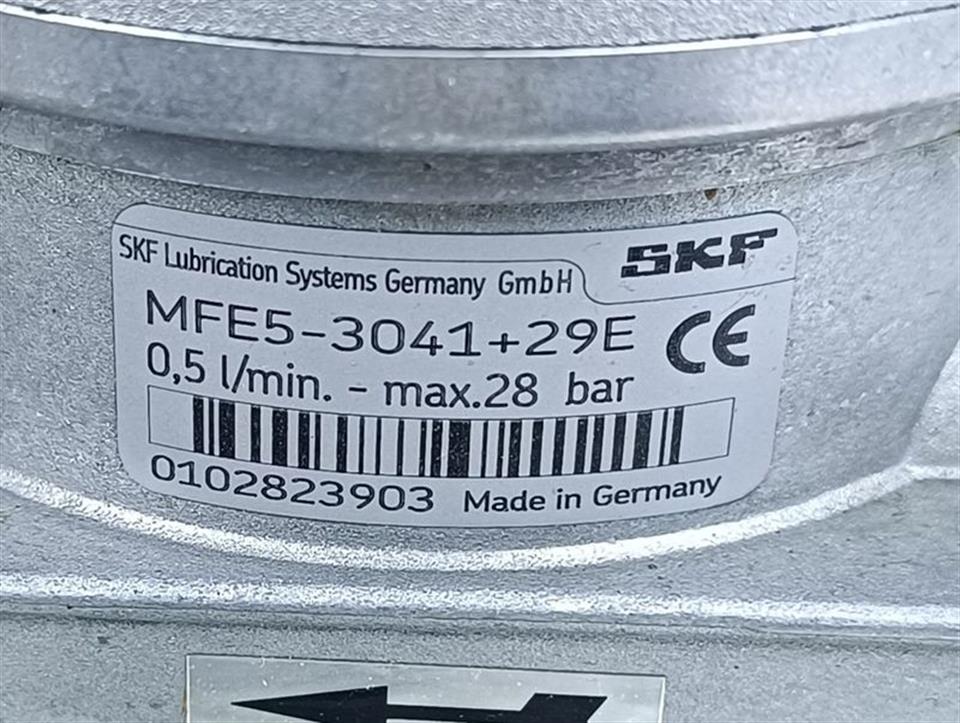 SKF Lubrication Systems Germany GmbH
SKF
MFE5-3041+29E
CE
0,5 l/min. - max.28 bar
0102823903 Made in Germany